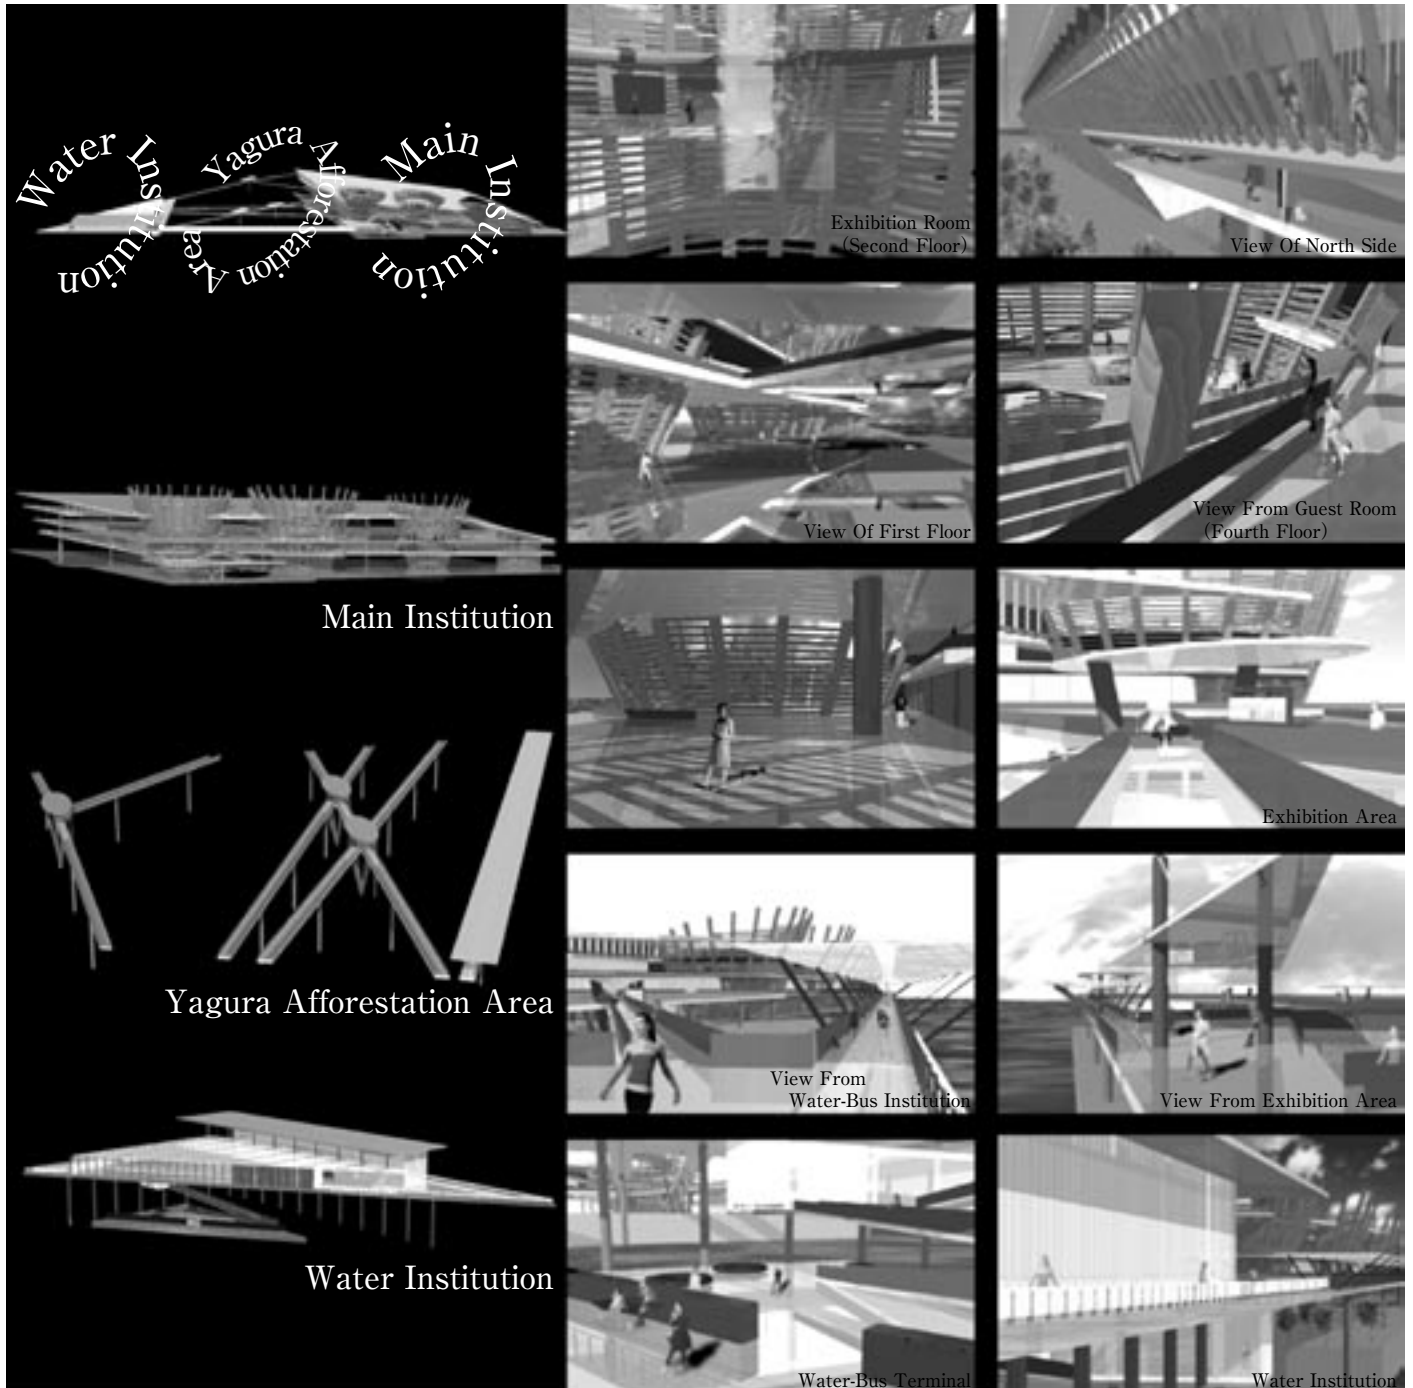 Water Institution
Yagura Afforestation Area
Main Institution
Exhibition Room
(Second Floor)
View Of North Side
View Of First Floor
View From Guest Room
(Fourth Floor)
Main Institution
Exhibition Area
Yagura Afforestation Area
View From
Water-Bus Institution
View From Exhibition Area
Water Institution
Water-Bus Terminal
Water Institution